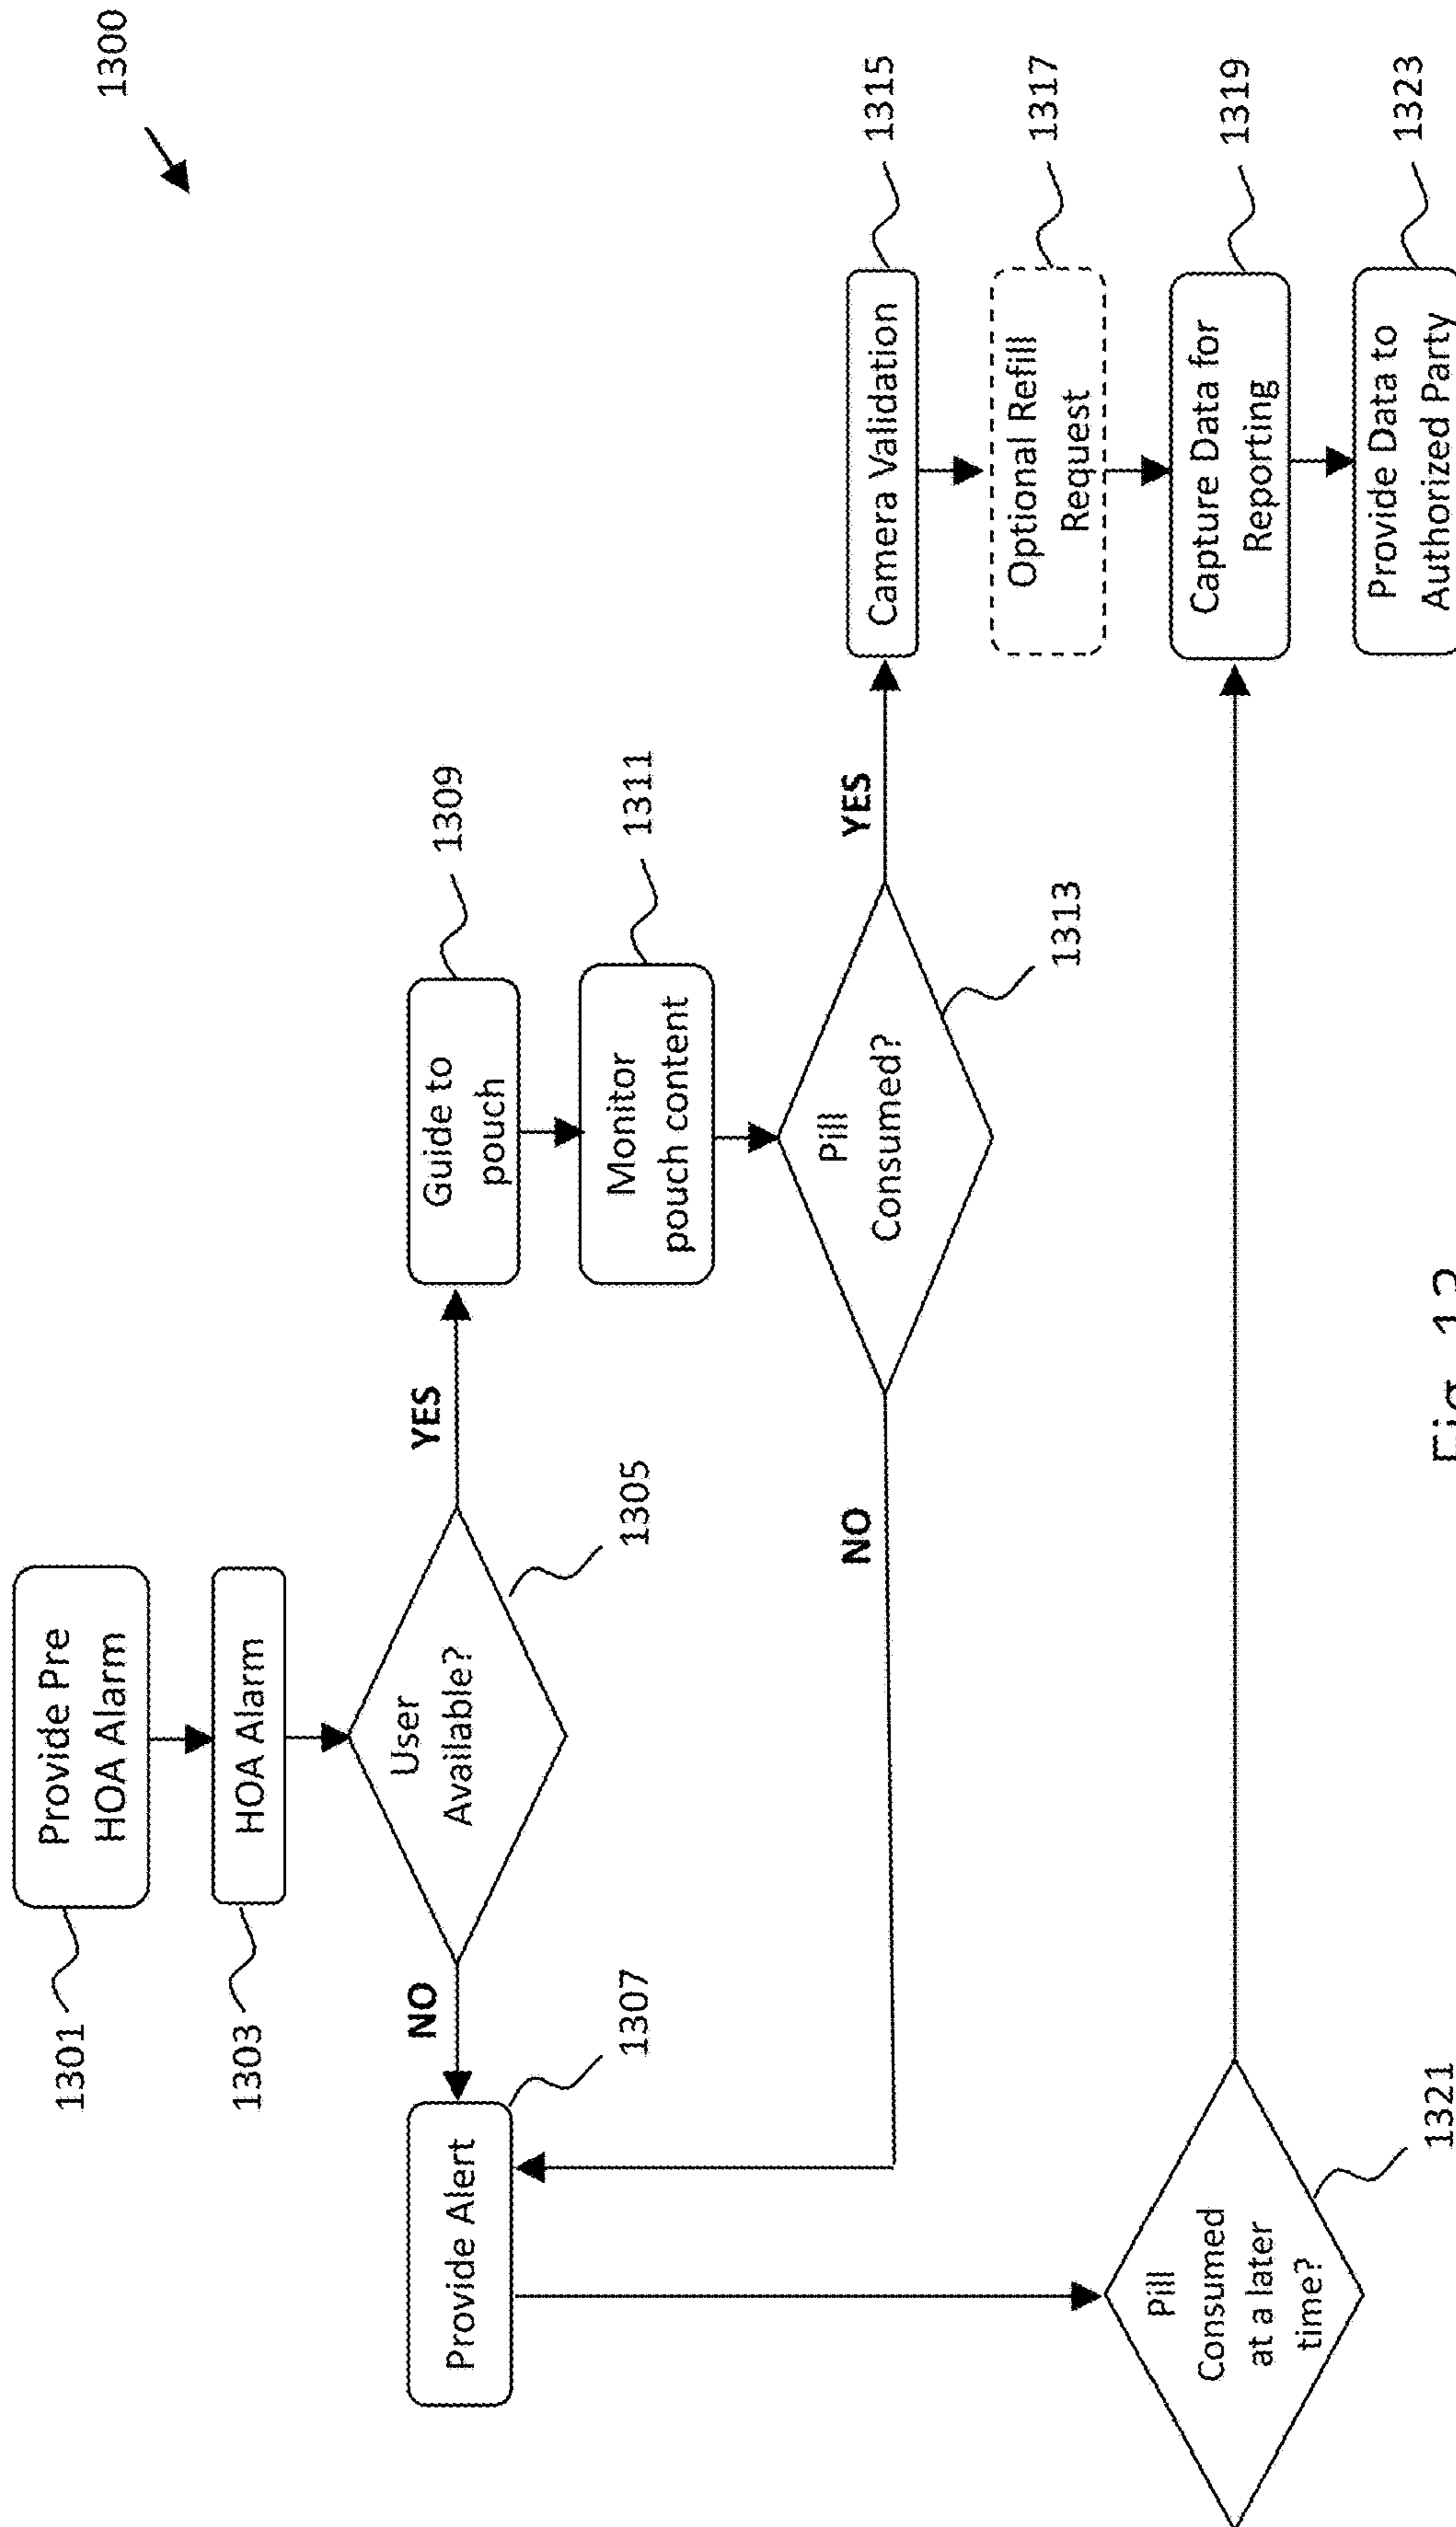 1300
Provide Pre
HOA Alarm
1301
HOA Alarm
1303
User
Available?
1305
NO
YES
Provide Alert
1307
Guide to
pouch
1309
Monitor
pouch content
1311
Pill
Consumed?
1313
NO
YES
Camera Validation
1315
Optional Refill
Request
1317
Capture Data for
Reporting
1319
Pill
Consumed
at a later
time?
1321
Provide Data to
Authorized Party
1323
Fig. 13